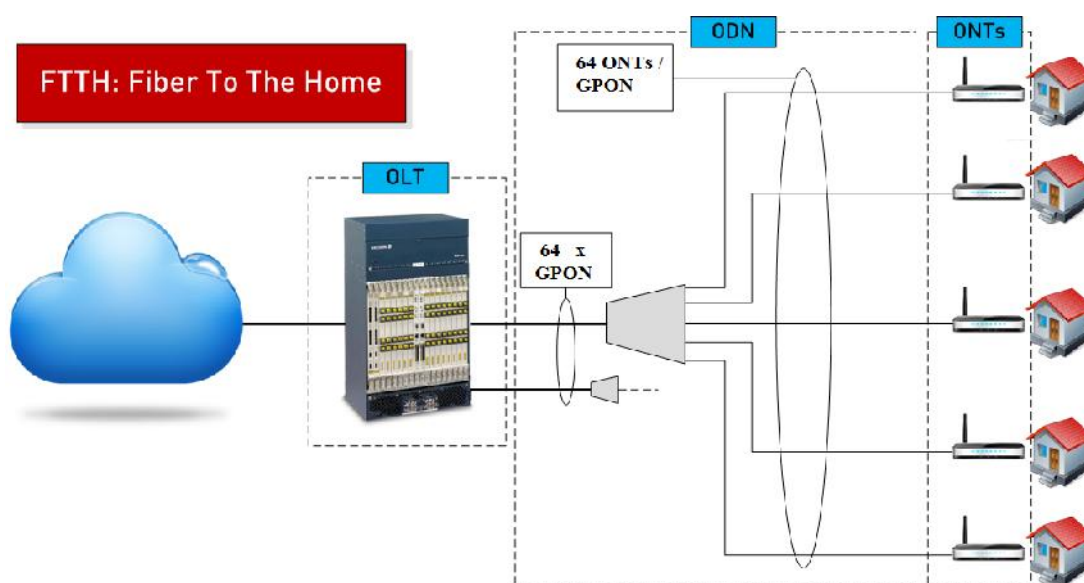 FTTH: Fiber To The Home
ODN
ONTs
64 ONTs /
GPON
OLT
64 x
GPON